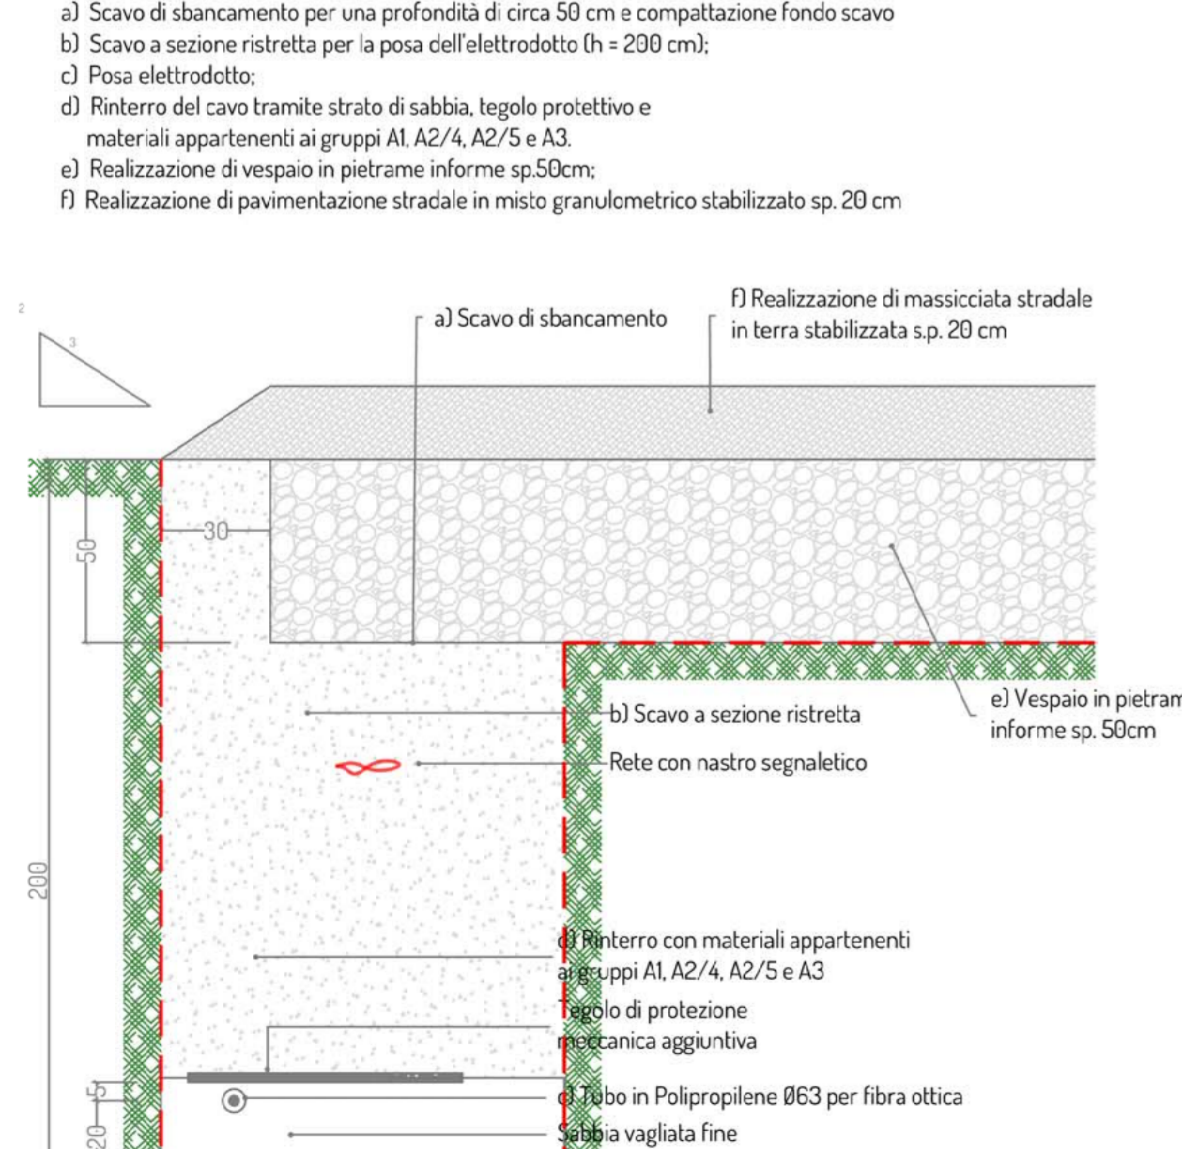 a) Scavo di sbancamento per una profondità di circa 50 cm e compattazione fondo scavo
b) Scavo a sezione ristretta per la posa dell'elettrodotto (h = 200 cm);
c) Posa elettrodotto;
d) Rinterro del cavo tramite strato di sabbia, tegolo protettivo e
materiali appartenenti ai gruppi A1, A2/4, A2/5 e A3.
e) Realizzazione di vespaio in pietrame informe sp.50cm;
f) Realizzazione di pavimentazione stradale in misto granulometrico stabilizzato sp. 20 cm
2
3
a) Scavo di sbancamento
f) Realizzazione di massicciata stradale
in terra stabilizzata s.p. 20 cm
30
50
e) Vespaio in pietram
informe sp. 50cm
b) Scavo a sezione ristretta
Rete con nastro segnaletico
200
d) Rinterro con materiali appartenenti
ai gruppi A1, A2/4, A2/5 e A3
Tegolo di protezione
meccanica aggiuntiva
5
c) Tubo in Polipropilene Ø63 per fibra ottica
20
Sabbia vagliata fine